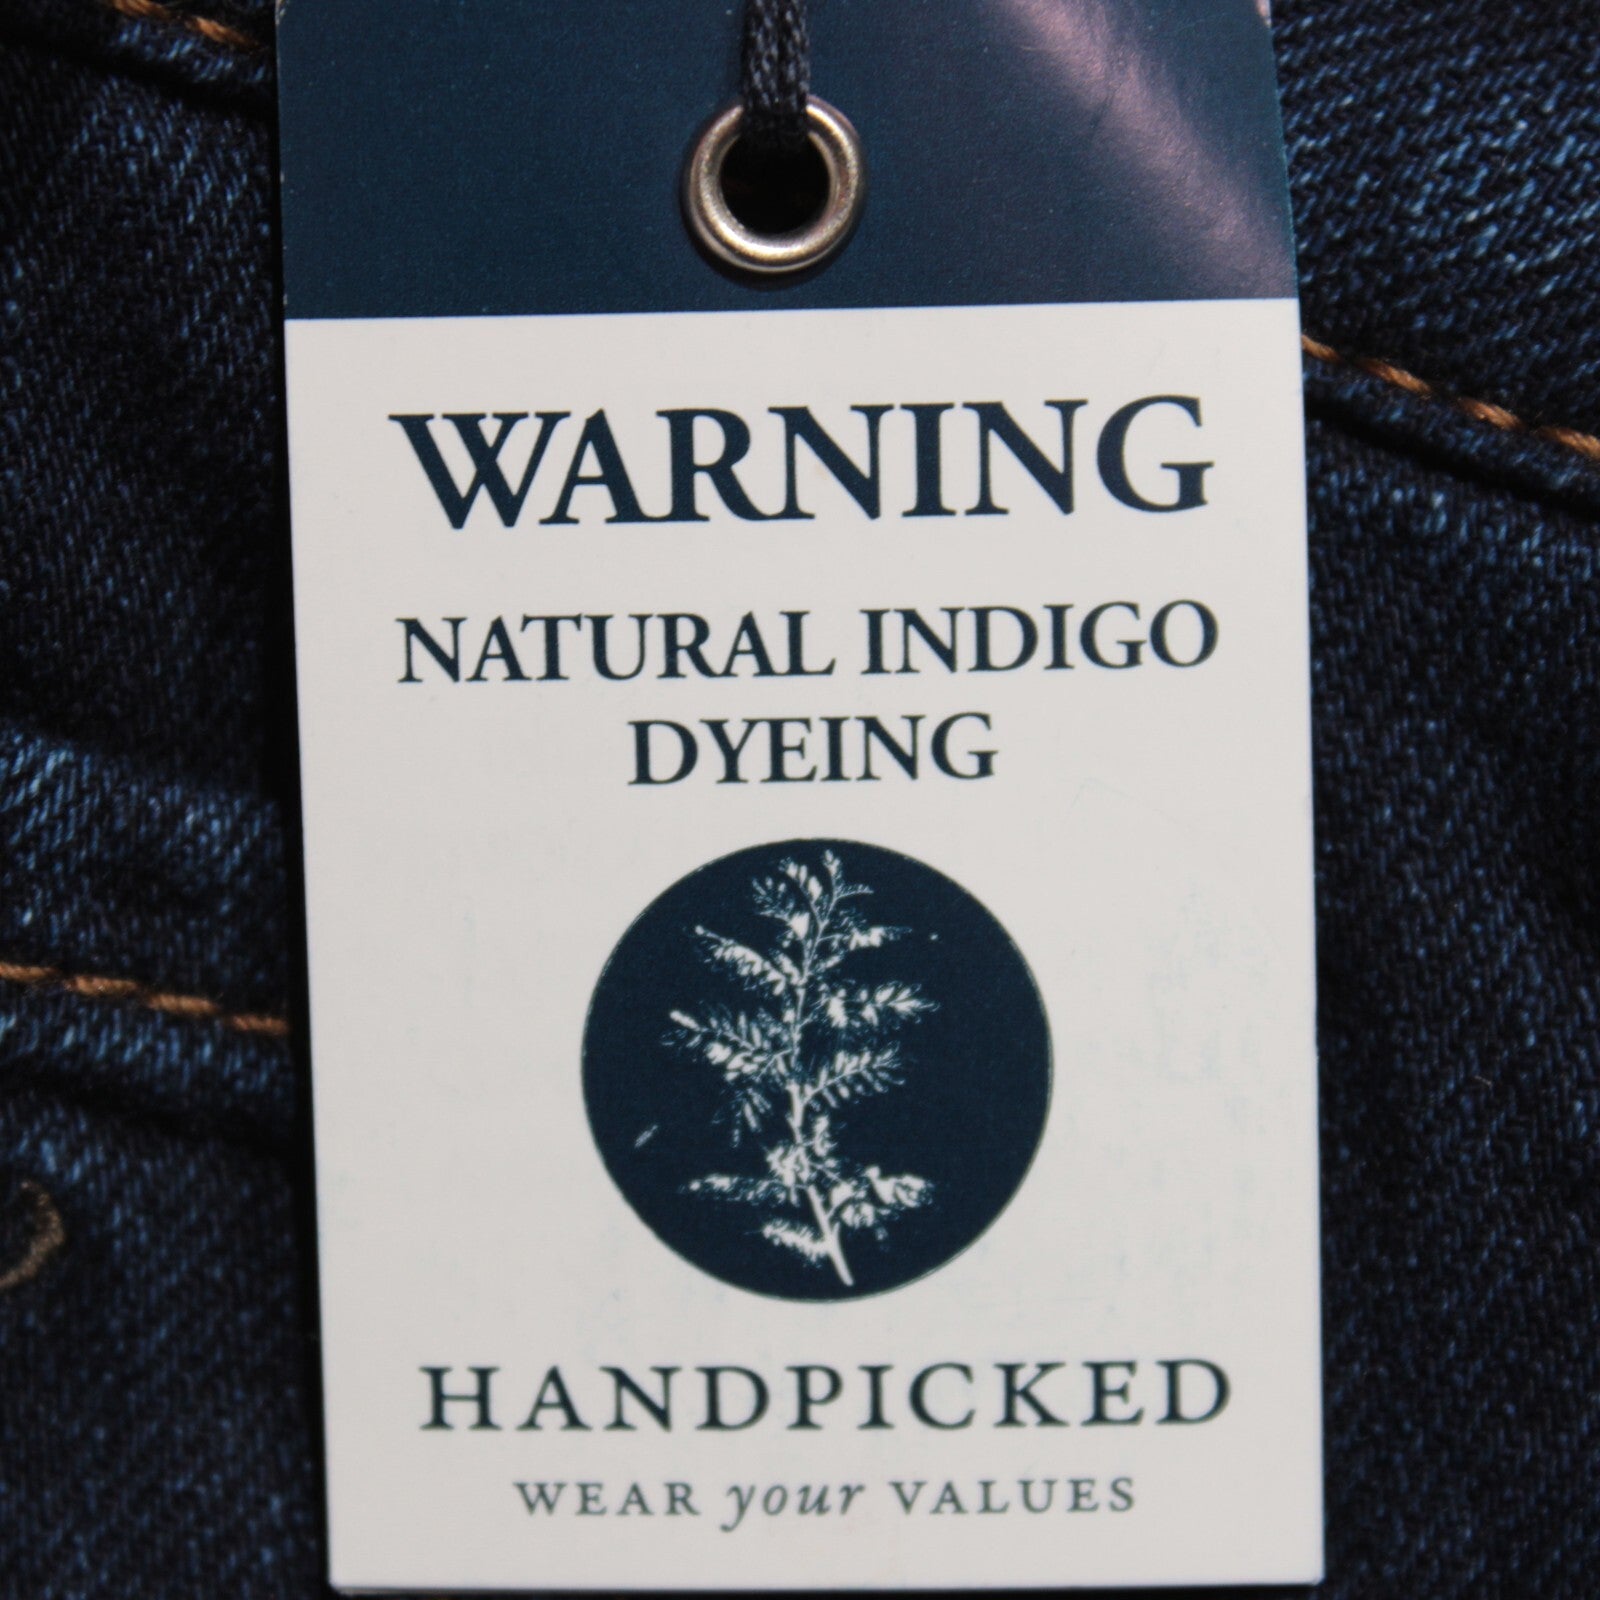 WARNING
NATURAL INDIGO
DYEING
HANDPICKED
WEAR your VALUES